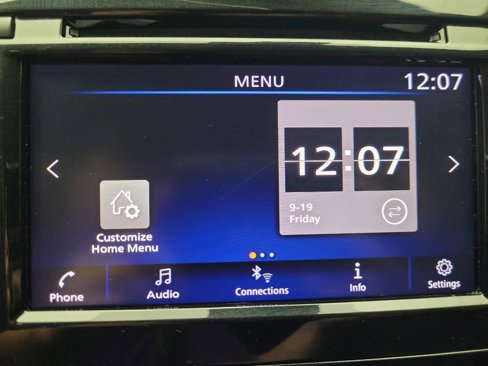 MENU
12:07
12:07
9-19
Friday
Customize
Home Menu
Phone
Audio
Connections
Info
Settings